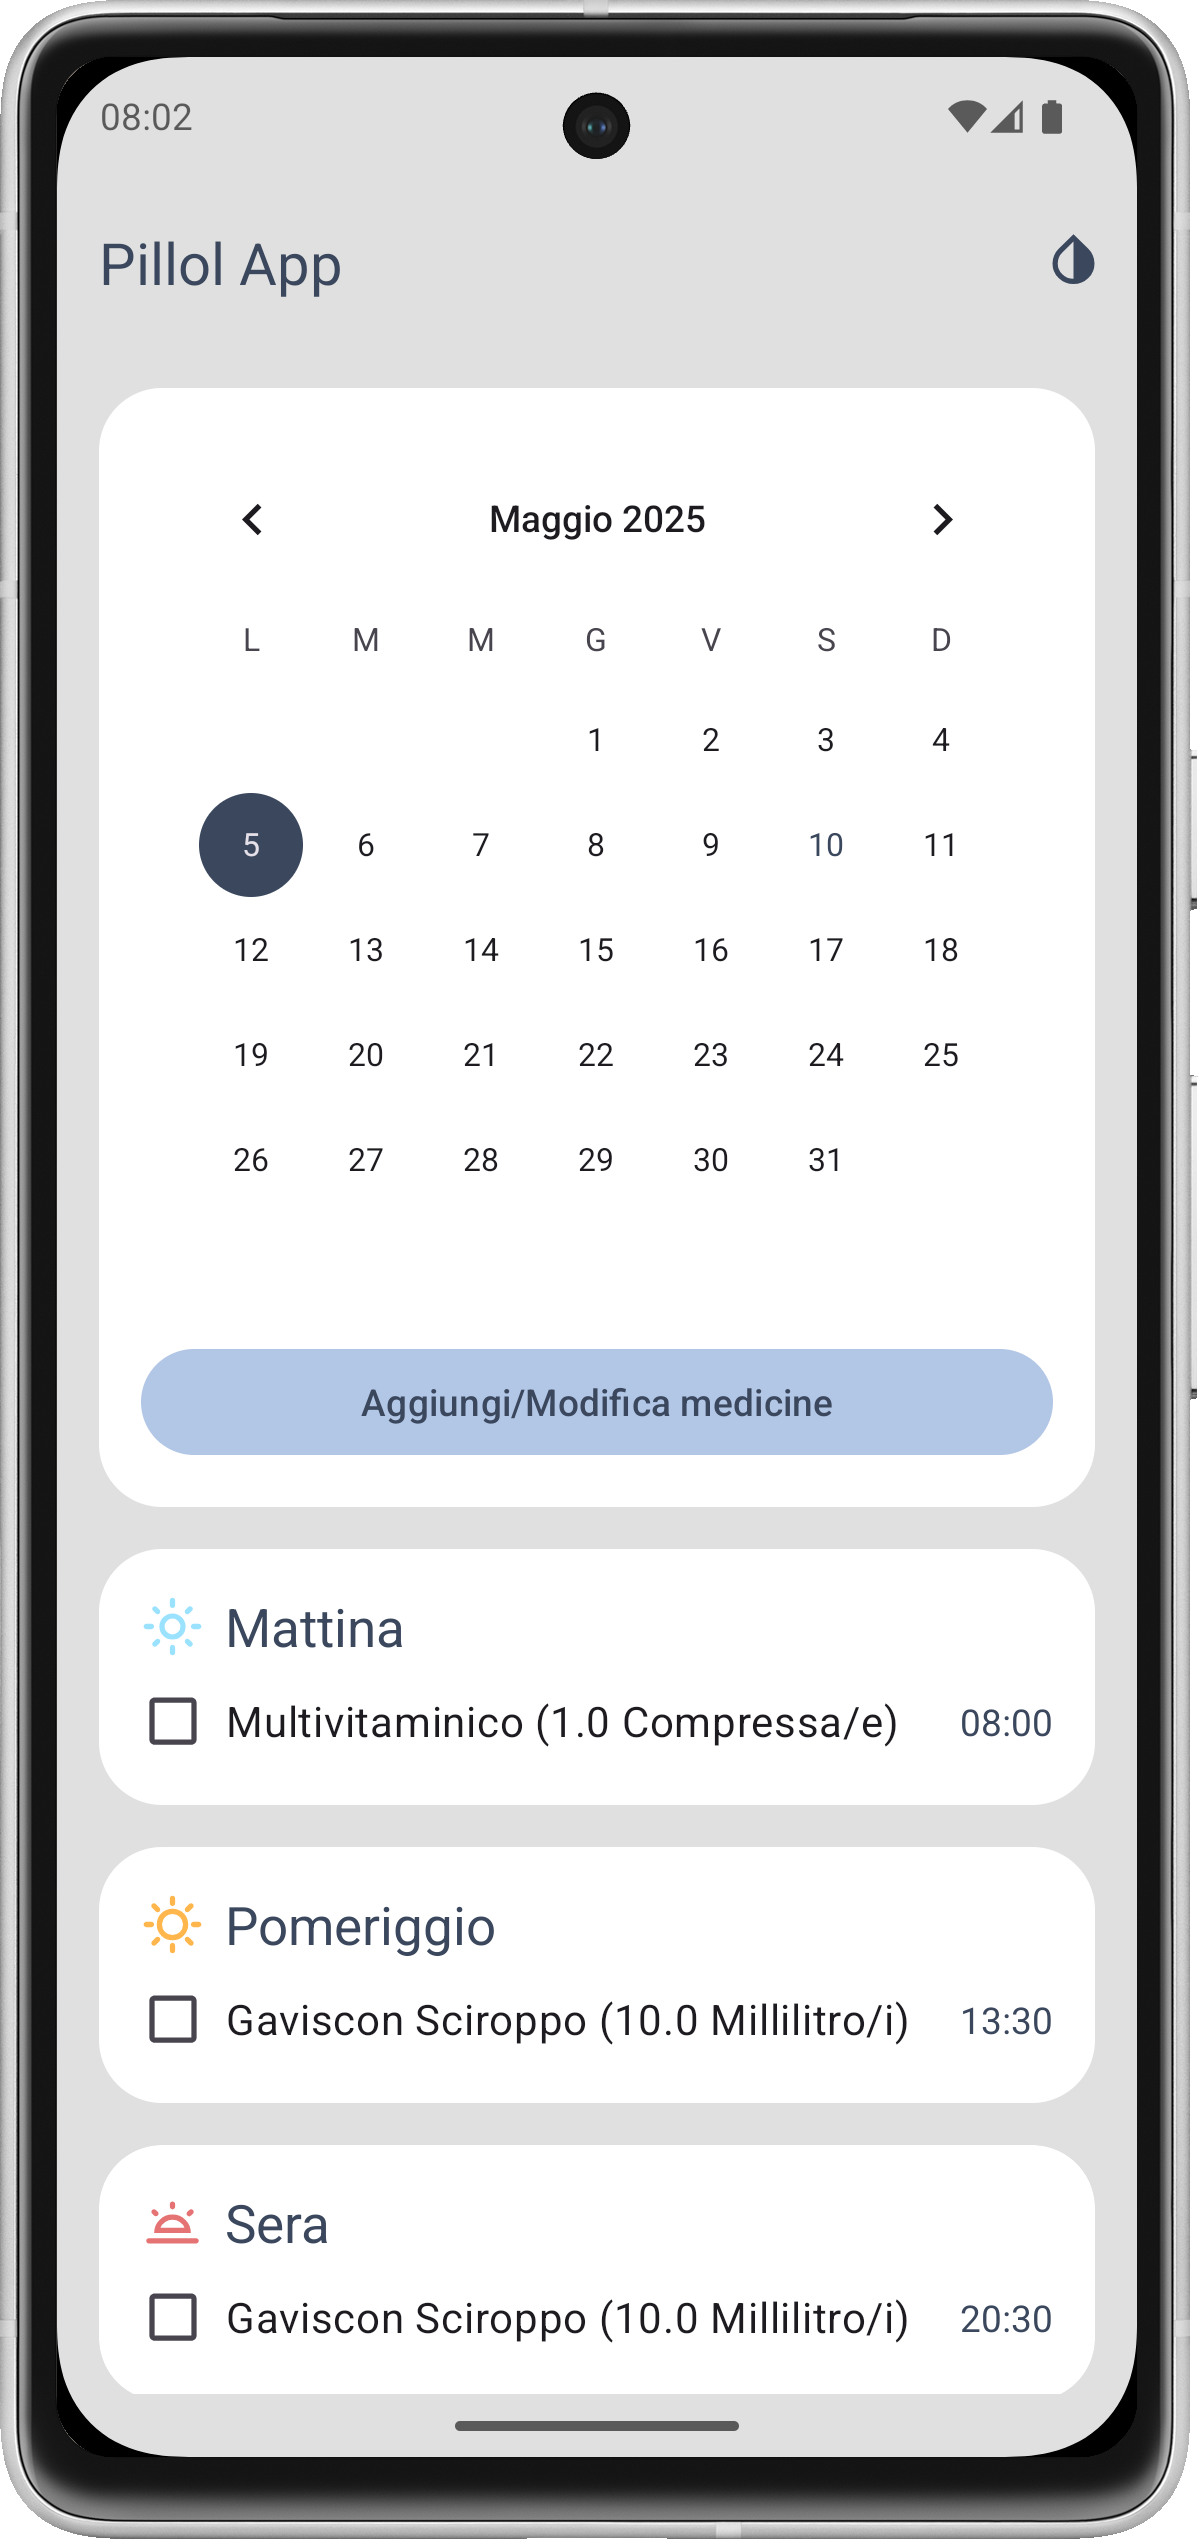 08:02
Pillol App
Maggio 2025
L M M G V S D
1 2 3 4
5 6 7 8 9 10 11
12 13 14 15 16 17 18
19 20 21 22 23 24 25
26 27 28 29 30 31
Aggiungi/Modifica medicine
Mattina
Multivitaminico (1.0 Compressa/e) 08:00
Pomeriggio
Gaviscon Sciroppo (10.0 Millilitro/i) 13:30
Sera
Gaviscon Sciroppo (10.0 Millilitro/i) 20:30